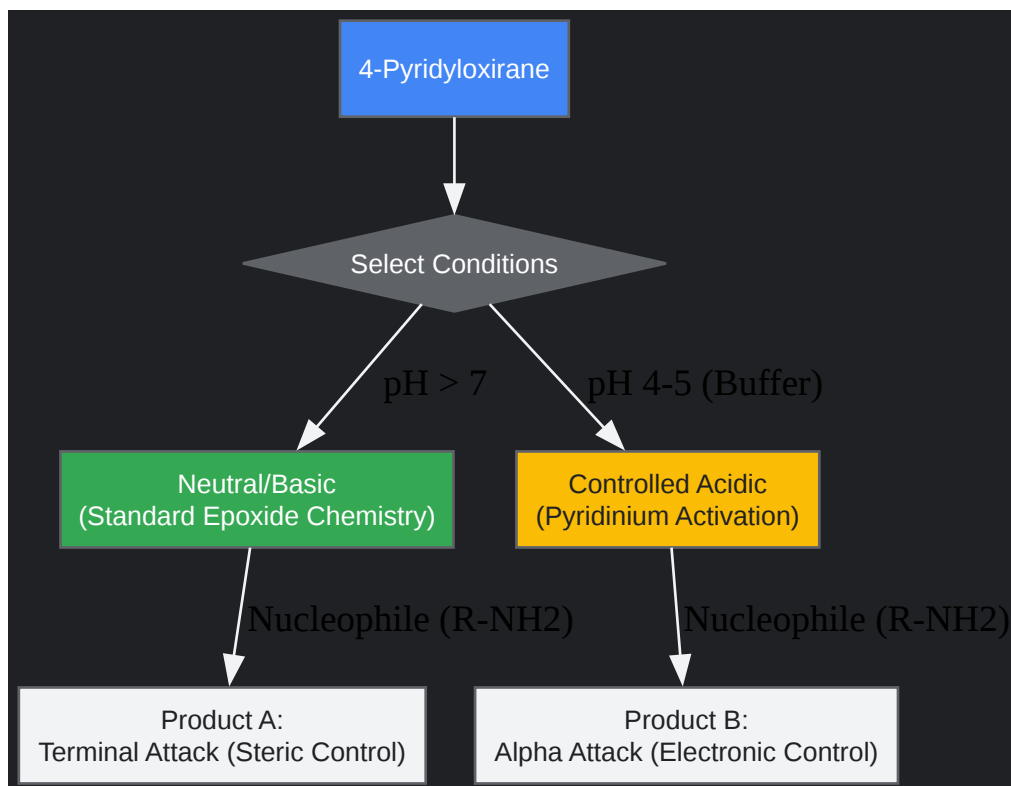 4-Pyridyloxirane
Select Conditions
pH > 7
pH 4-5 (Buffer)
Neutral/Basic
(Standard Epoxide Chemistry)
Controlled Acidic
(Pyridinium Activation)
Nucleophile (R-NH2)
Nucleophile (R-NH2)
Product A:
Terminal Attack (Steric Control)
Product B:
Alpha Attack (Electronic Control)